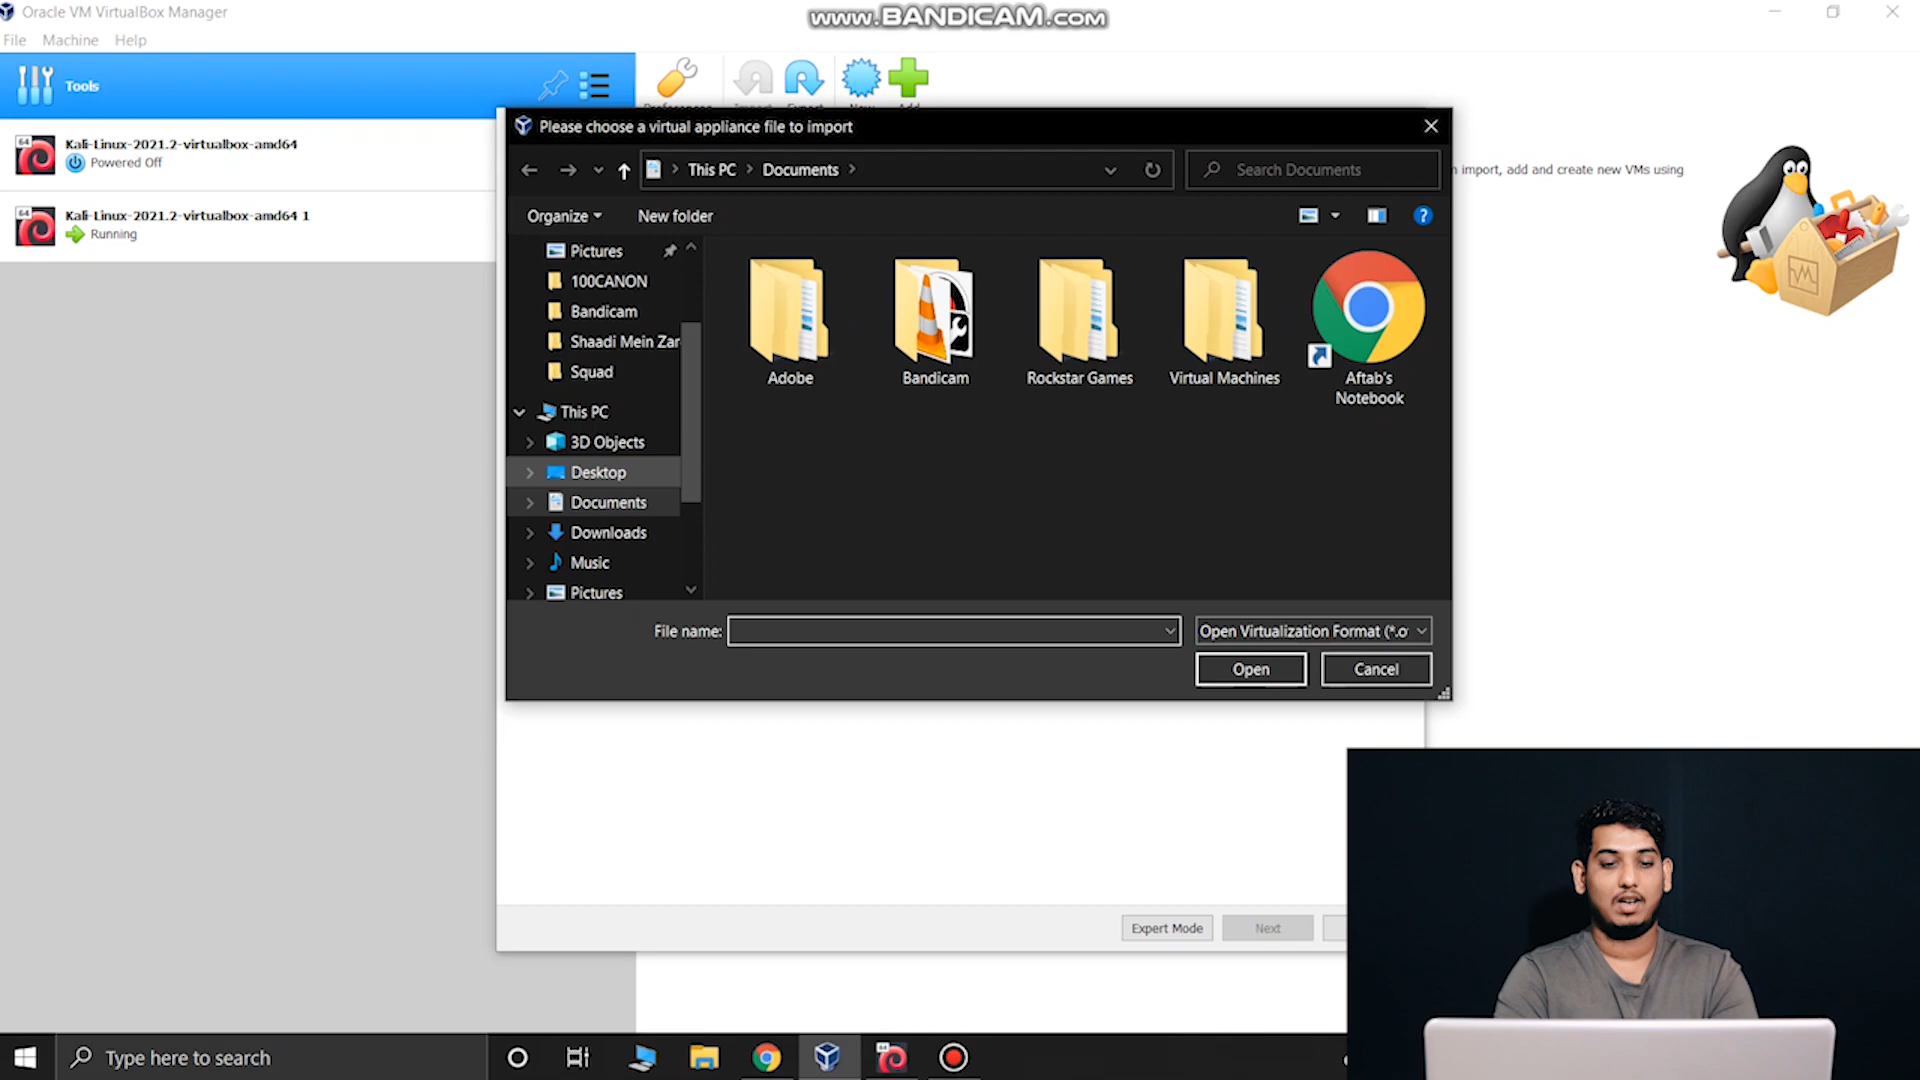 Oracle VM VirtualBox Manager
www.BANDICAM.com
File Machine Help
Tools
Kali-Linux-2021.2-virtualbox-amd64
Powered Off
Kali-Linux-2021.2-virtualbox-amd64 1
Running
Please choose a virtual appliance file to import
This PC > Documents >
Search Documents
import, add and create new VMs using
Organize
New folder
Pictures
100CANON
Bandicam
Shaadi Mein Zar
Squad
This PC
3D Objects
Desktop
Documents
Downloads
Music
Pictures
Adobe
Bandicam
Rockstar Games
Virtual Machines
Aftab's
Notebook
File name:
Open Virtualization Format (*.o
Open
Cancel
Expert Mode
Next
Type here to search